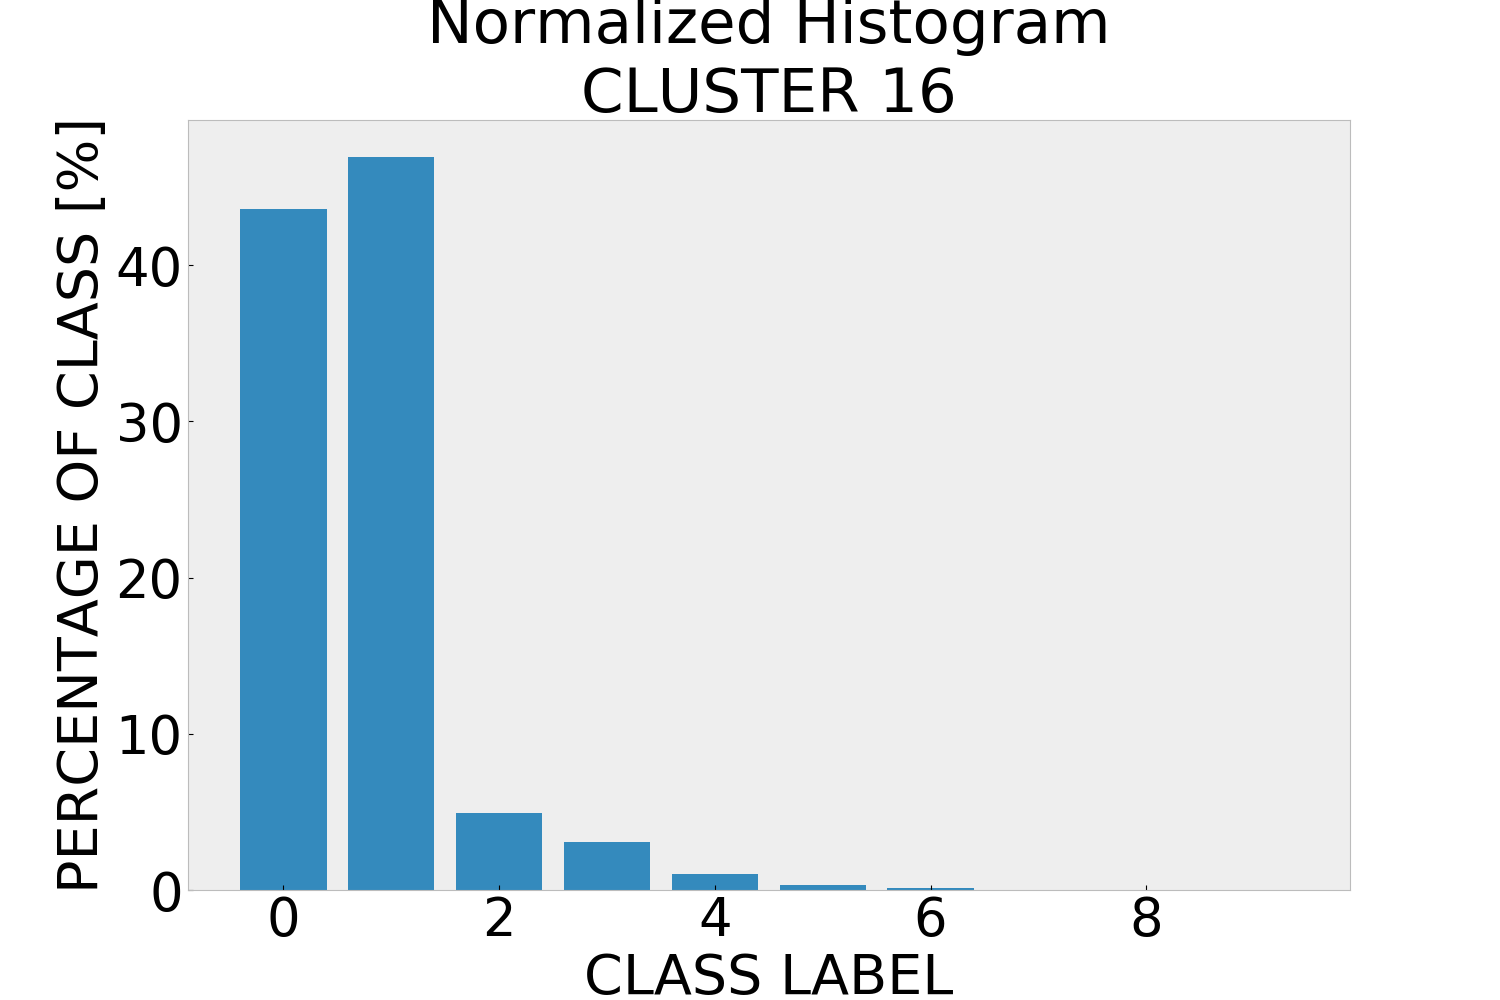 Normalized Histogram
CLUSTER 16
PERCENTAGE OF CLASS [%]
40
30
20
10
0
0 2 4 6 8
CLASS LABEL